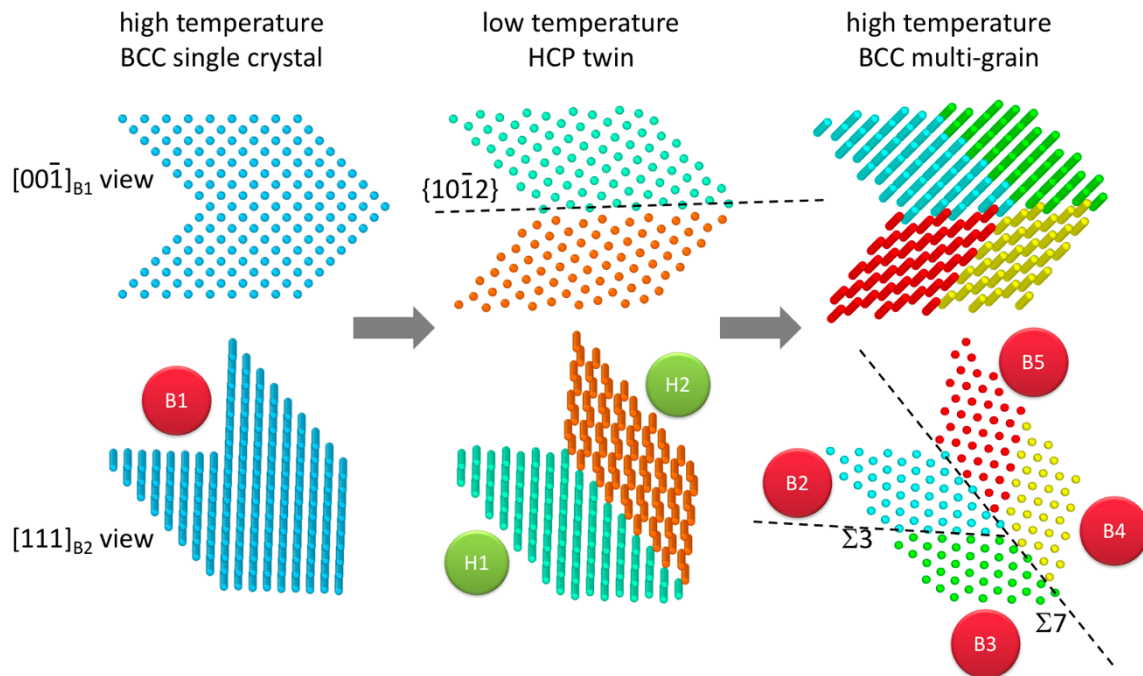 high temperature
BCC single crystal
low temperature
HCP twin
high temperature
BCC multi-grain
[001̄]B1 view
{101̄2}
B1
H2
B5
B2
B4
[111]B2 view
Σ3
H1
Σ7
B3